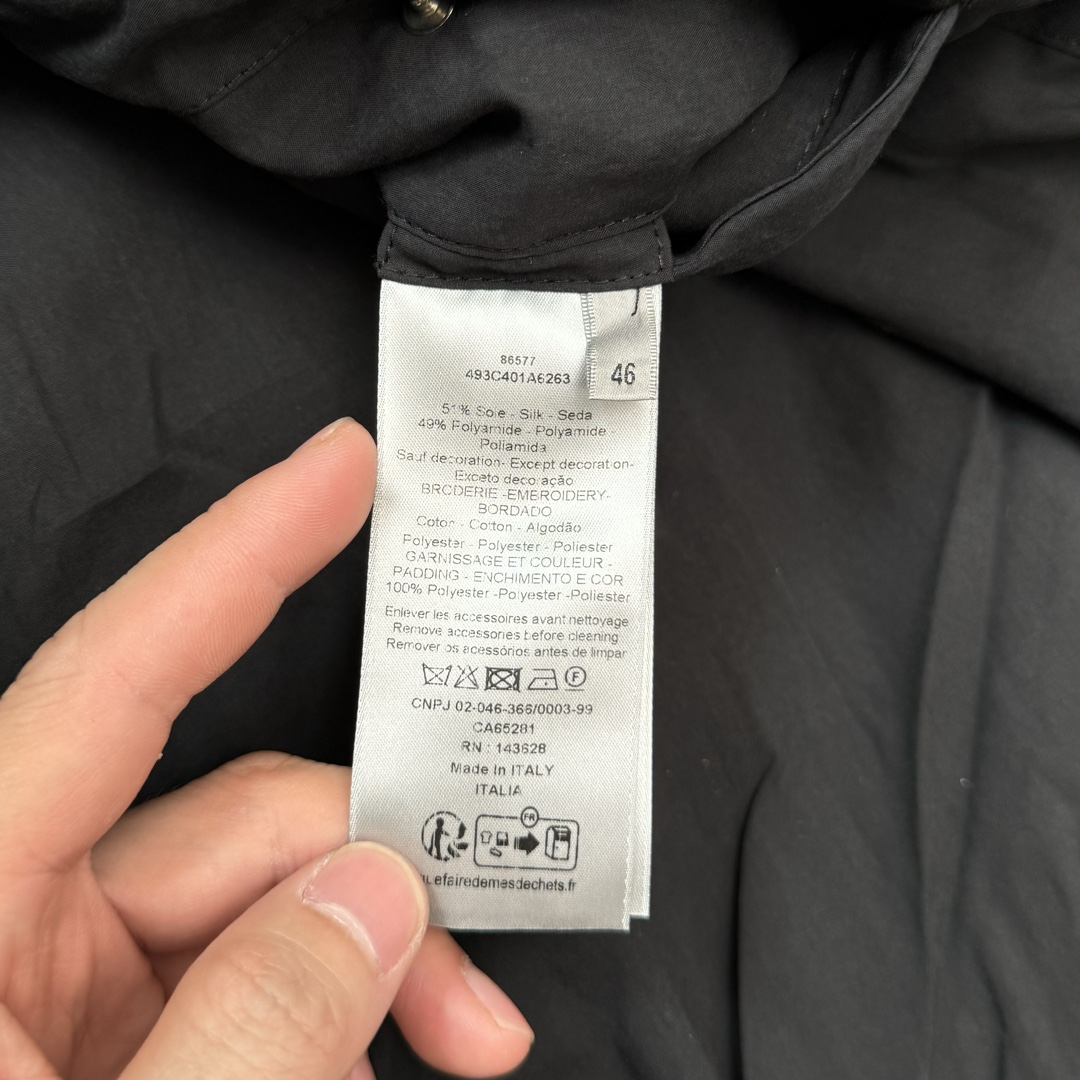 86577
493C401A6263
46
51% Soie - Silk - Seda
49% Polyamide - Polyamide -
Poliamida
Sauf decoration- Except decoration-
Exceto decoração
BRODERIE -EMBROIDERY-
BORDADO
Coton - Cotton - Algodão
Polyester - Polyester - Poliester
GARNISSAGE ET COULEUR -
PADDING - ENCHIMENTO E COR
100% Polyester -Polyester -Poliester
Enlever les accessoires avant nettoyage
Remove accessories before cleaning
Remover os acessórios antes de limpar
F
CNPJ 02-046-366/0003-99
CA65281
RN : 143628
Made In ITALY
ITALIA
FR
uefairedemesdechets.fr